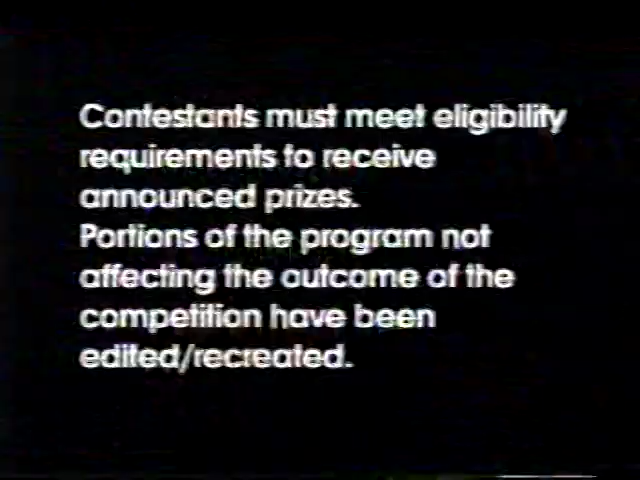 Contestants must meet eligibility
requirements to receive
announced prizes.
Portions of the program not
affecting the outcome of the
competition have been
edited/recreated.